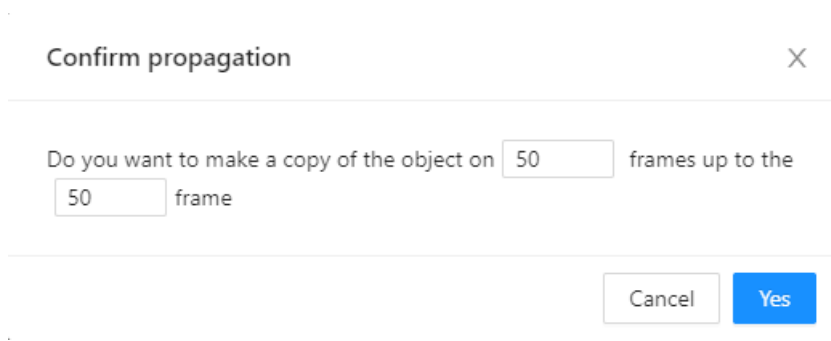 Confirm propagation
Do you want to make a copy of the object on 50 frames up to the
50 frame
Cancel Yes